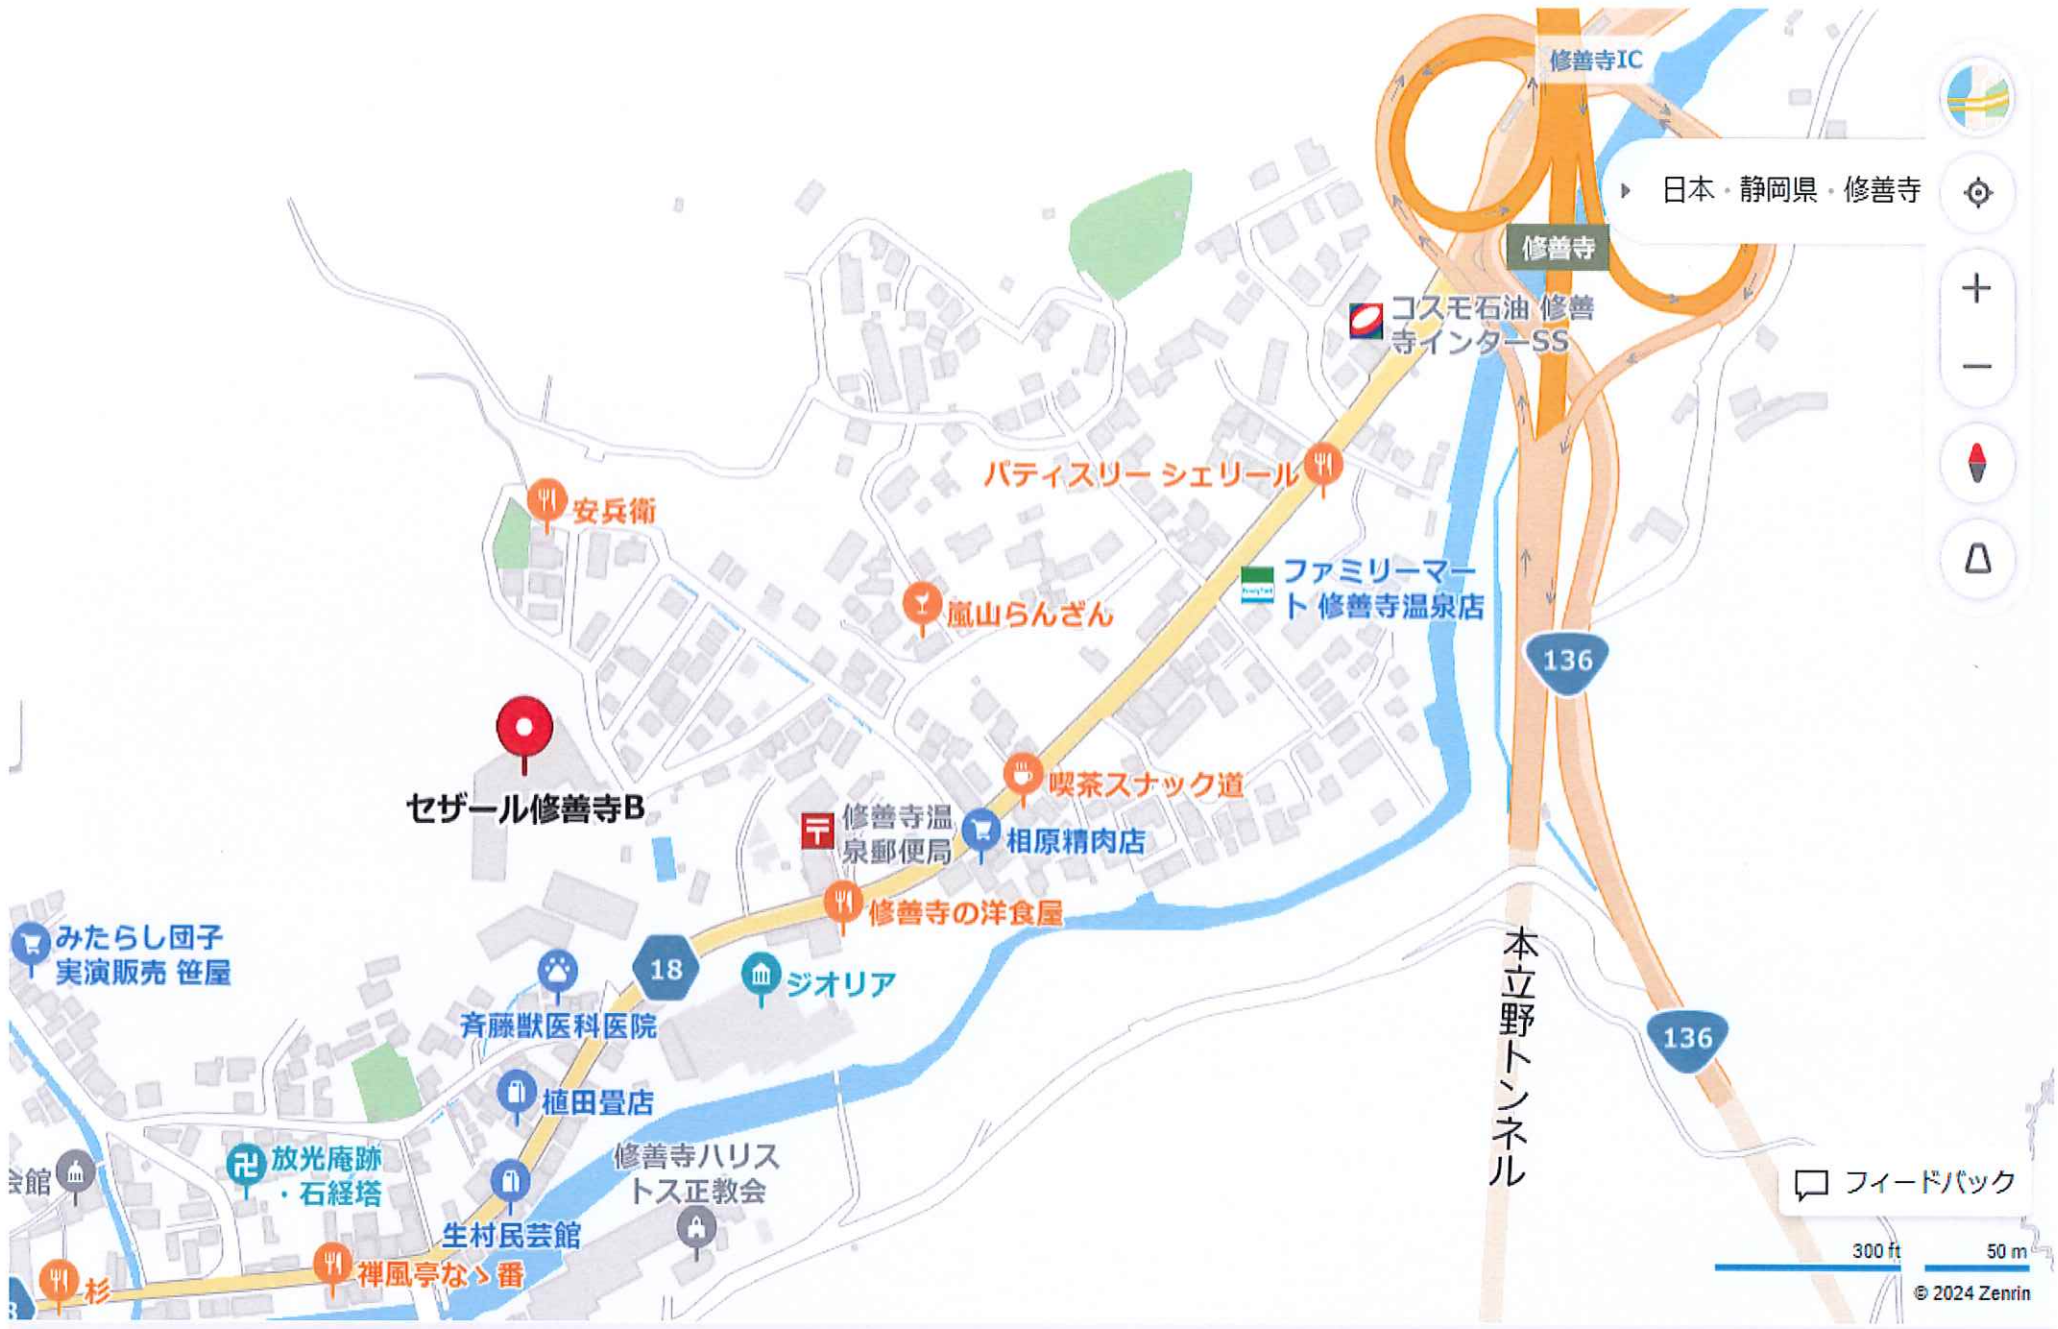 修善寺IC
日本・静岡県・修善寺
修善寺
コスモ石油 修善
寺インターSS
パティスリー シェリール
安兵衛
ファミリーマー
ト 修善寺温泉店
嵐山らんざん
136
セザール修善寺B
喫茶スナック道
修善寺温
泉郵便局
相原精肉店
修善寺の洋食屋
みたらし団子
実演販売 笹屋
18
ジオリア
本立野トンネル
斉藤獣医科医院
136
植田畳店
放光庵跡
・石経塔
修善寺ハリス
トス正教会
会館
フィードバック
生村民芸館
禅風亭なゝ番
杉
300 ft
50 m
© 2024 Zenrin